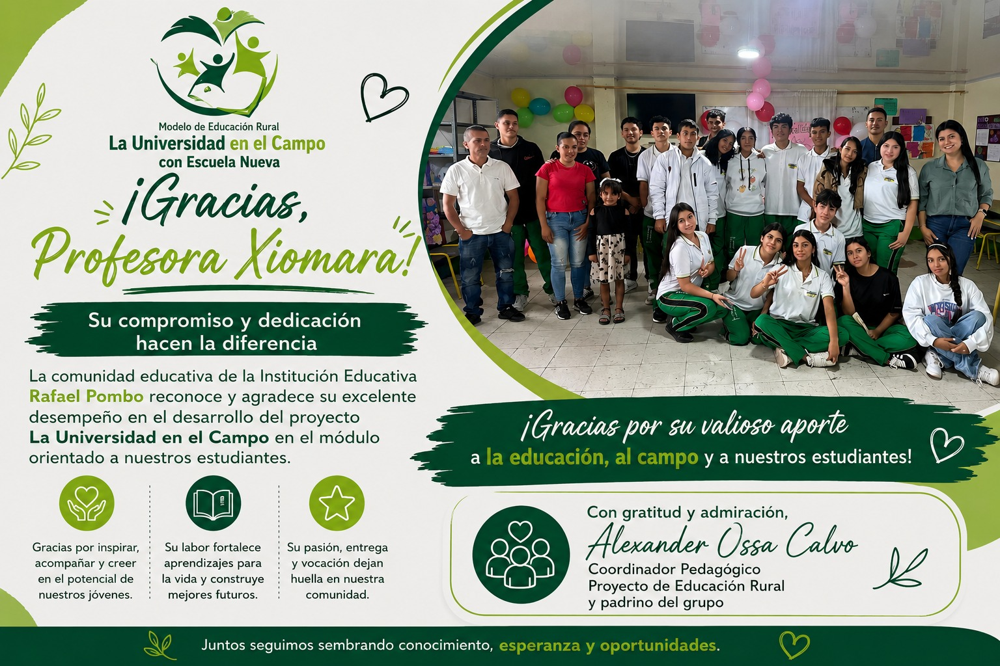 Modelo de Educación Rural
La Universidad en el Campo
con Escuela Nueva
¡Gracias,
Profesora Xiomara!
Su compromiso y dedicación
hacen la diferencia
La comunidad educativa de la Institución Educativa
Rafael Pombo reconoce y agradece su excelente
desempeño en el desarrollo del proyecto
La Universidad en el Campo en el módulo
orientado a nuestros estudiantes.
Gracias por inspirar,
acompañar y creer
en el potencial de
nuestros jóvenes.
Su labor fortalece
aprendizajes para
la vida y construye
mejores futuros.
Su pasión, entrega
y vocación dejan
huella en nuestra
comunidad.
¡Gracias por su valioso aporte
a la educación, al campo y a nuestros estudiantes!
Con gratitud y admiración,
Alexander Ossa Calvo
Coordinador Pedagógico
Proyecto de Educación Rural
y padrino del grupo
Juntos seguimos sembrando conocimiento, esperanza y oportunidades.